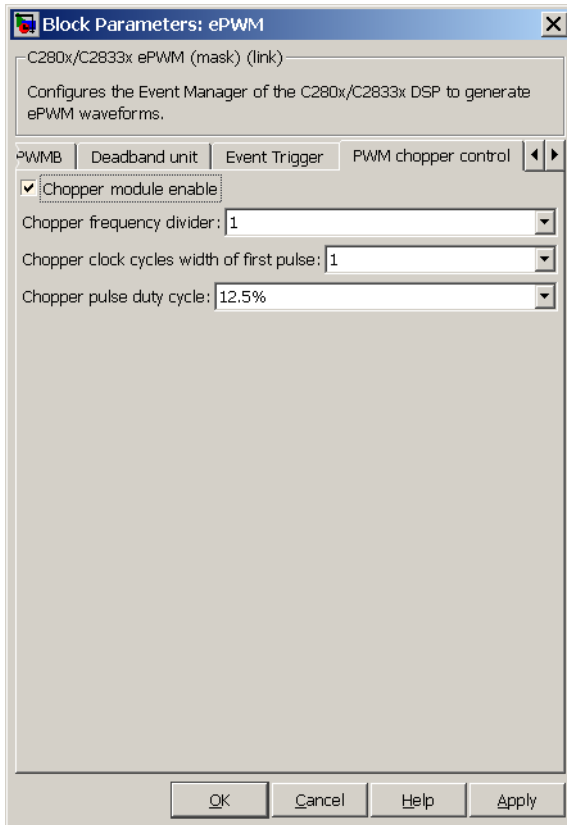 Block Parameters: ePWM
C280x/C2833x ePWM (mask) (link)
Configures the Event Manager of the C280x/C2833x DSP to generate
ePWM waveforms.
PWMB Deadband unit Event Trigger PWM chopper control
Chopper module enable
Chopper frequency divider: 1
Chopper clock cycles width of first pulse: 1
Chopper pulse duty cycle: 12.5%
OK Cancel Help Apply